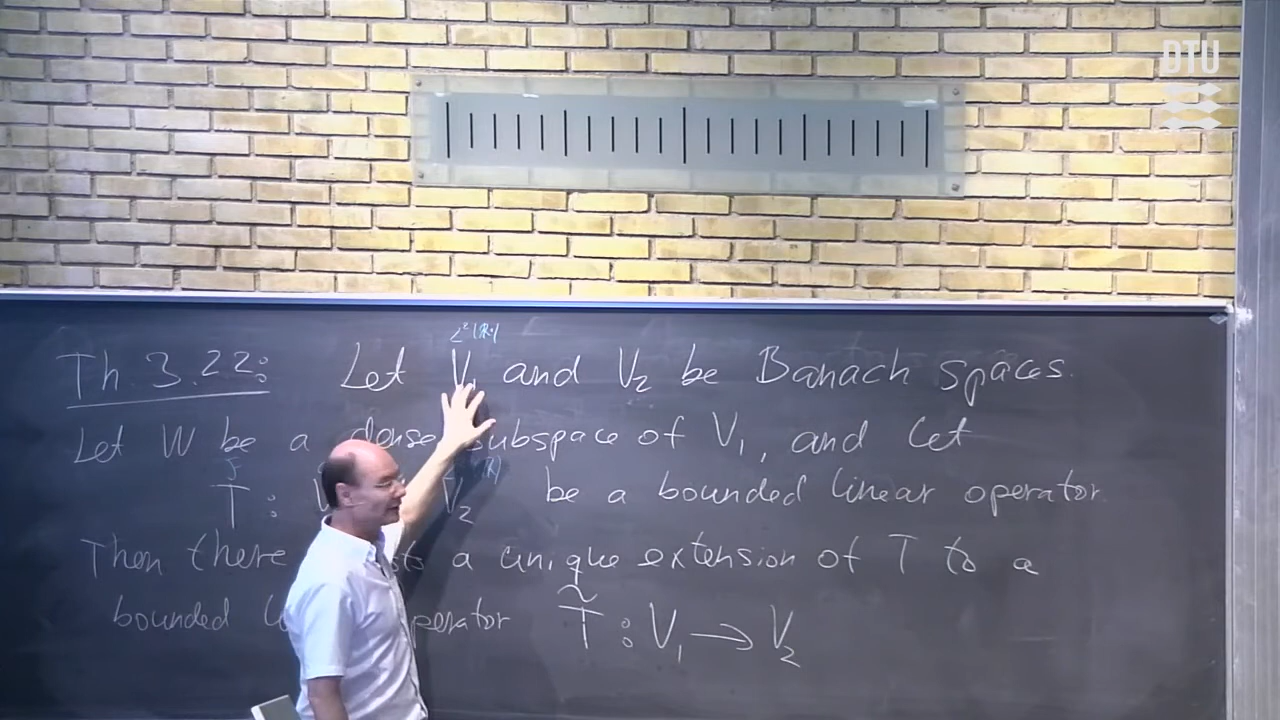 DTU
L²(R)
Th. 3.22: Let V₁ and V₂ be Banach spaces.
Let W be a dense subspace of V₁, and let
T : V₂ be a bounded linear operator
Then there a unique extension of T to a
bounded operator T̃ : V₁ → V₂